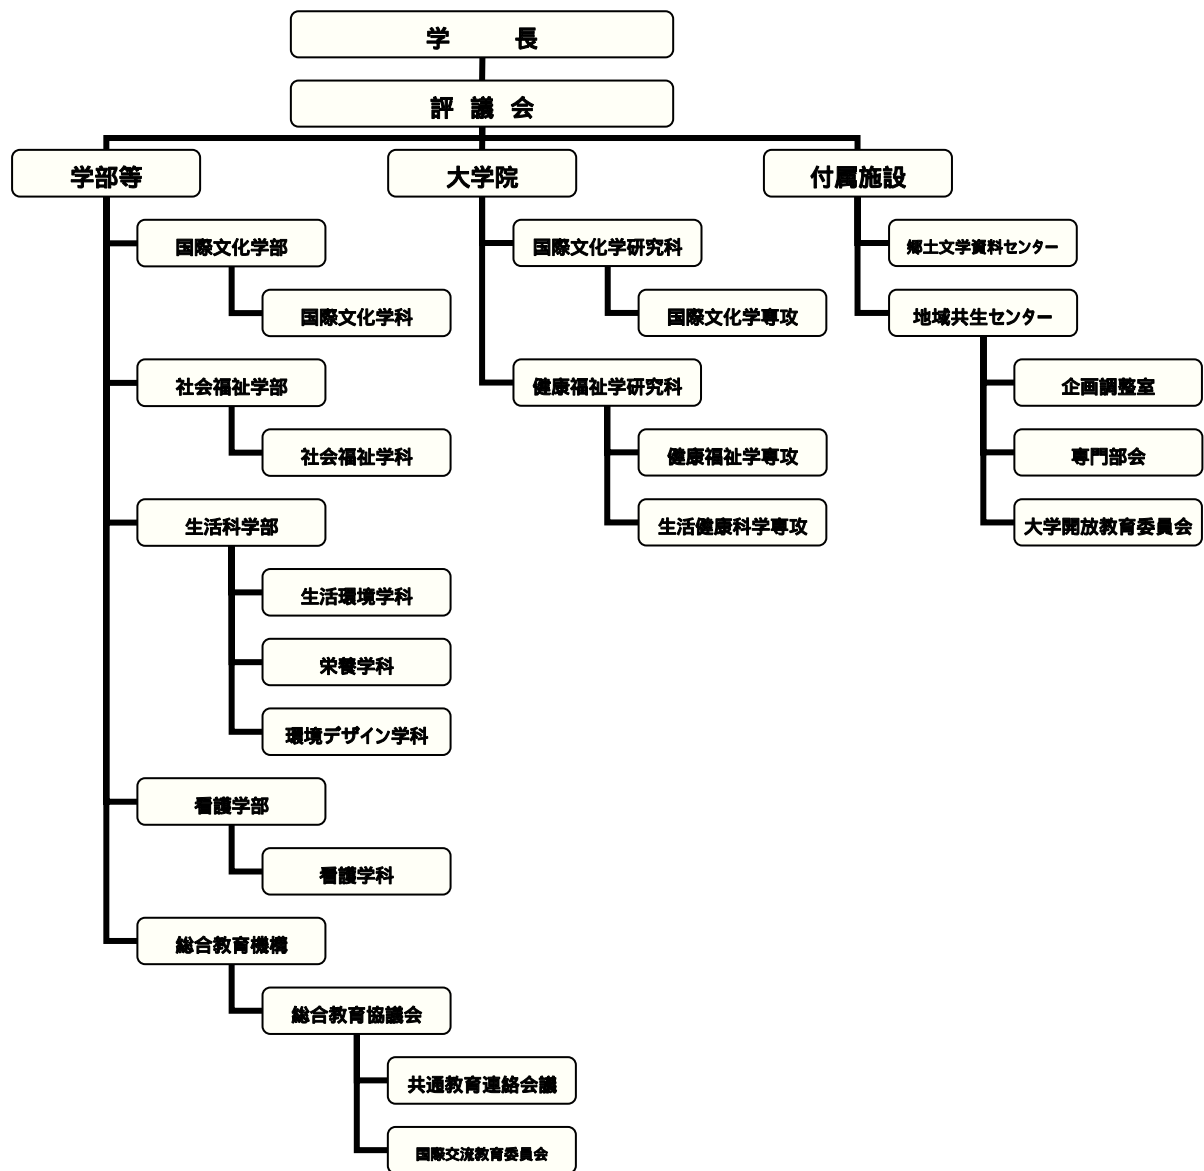 学 長
評 議 会
学部等
国際文化学部
国際文化学科
社会福祉学部
社会福祉学科
生活科学部
生活環境学科
栄養学科
環境デザイン学科
看護学部
看護学科
総合教育機構
総合教育協議会
共通教育連絡会議
国際交流教育委員会
大学院
国際文化学研究科
国際文化学専攻
健康福祉学研究科
健康福祉学専攻
生活健康科学専攻
付属施設
郷土文学資料センター
地域共生センター
企画調整室
専門部会
大学開放教育委員会